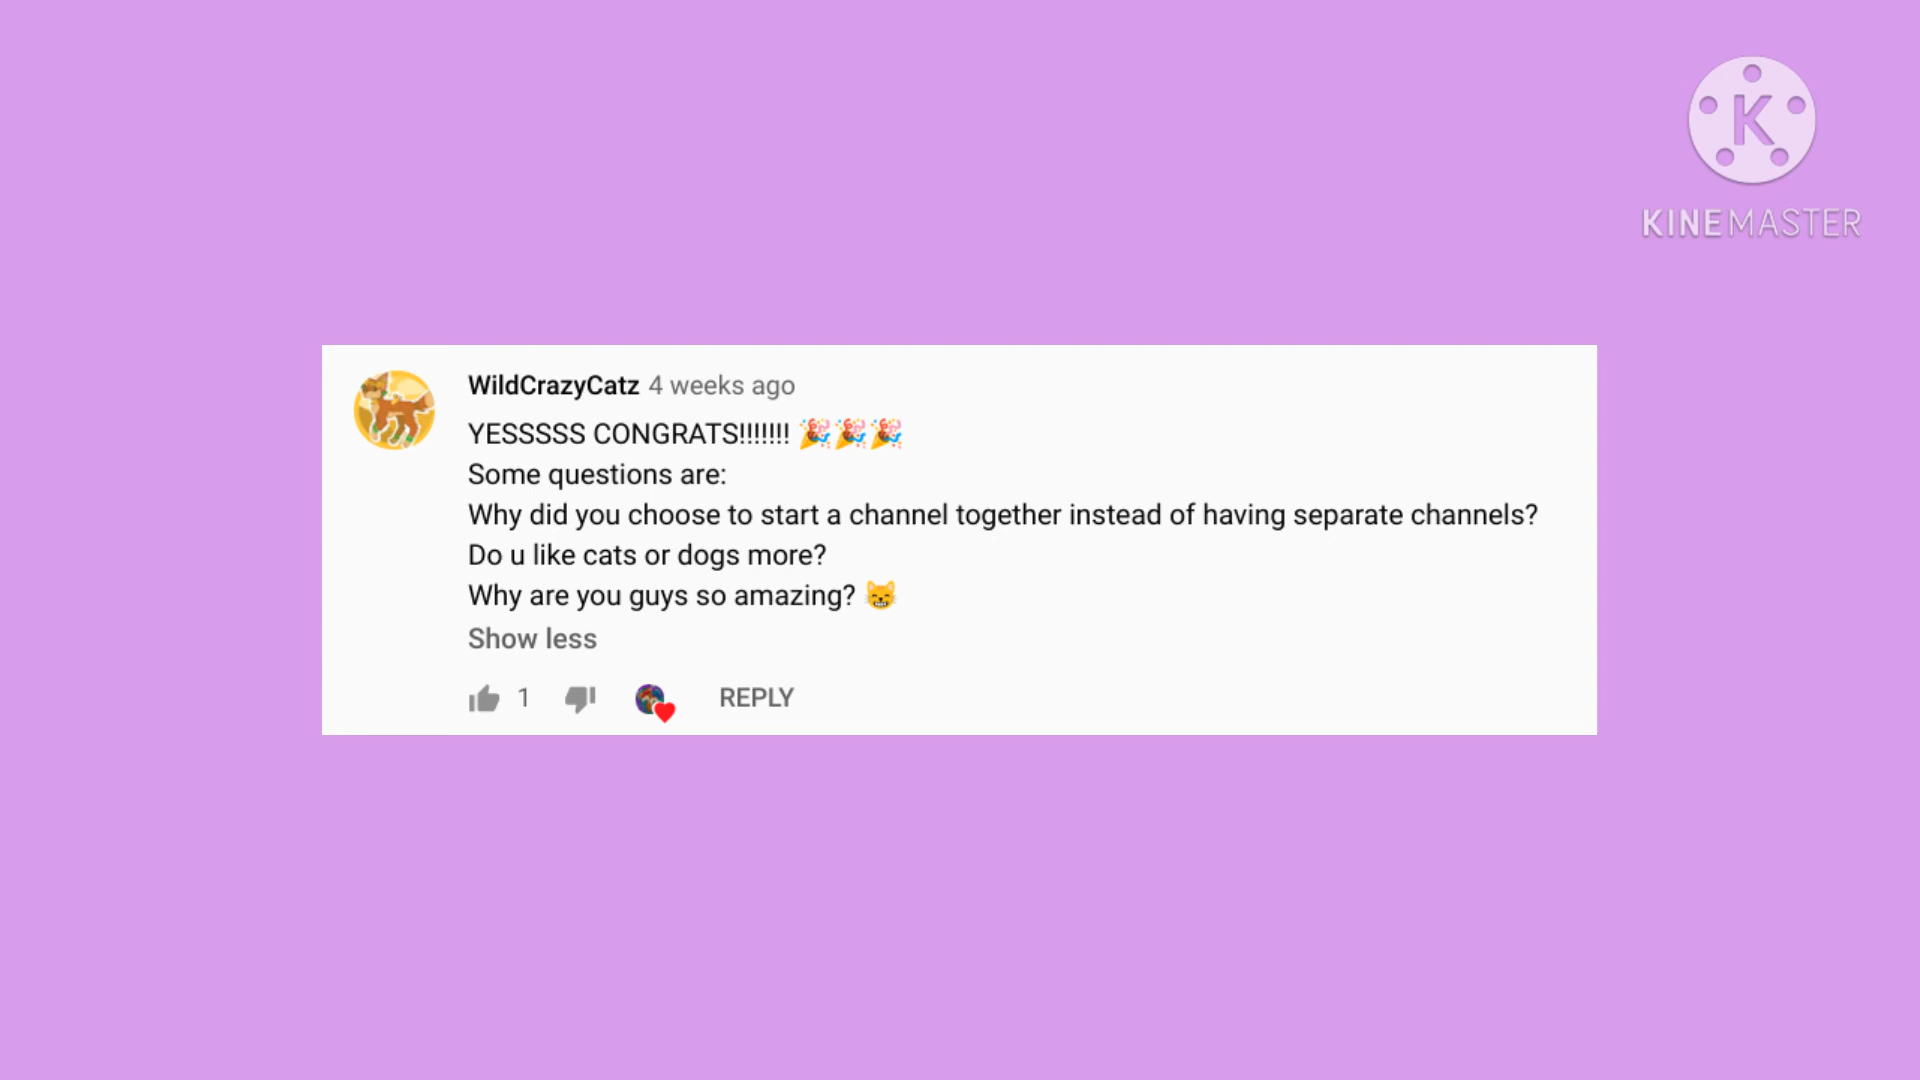 K
KINEMASTER
WildCrazyCatz 4 weeks ago
YESSSSS CONGRATS!!!!!!! 🎉🎉🎉
Some questions are:
Why did you choose to start a channel together instead of having separate channels?
Do u like cats or dogs more?
Why are you guys so amazing? 😸
Show less
1 REPLY